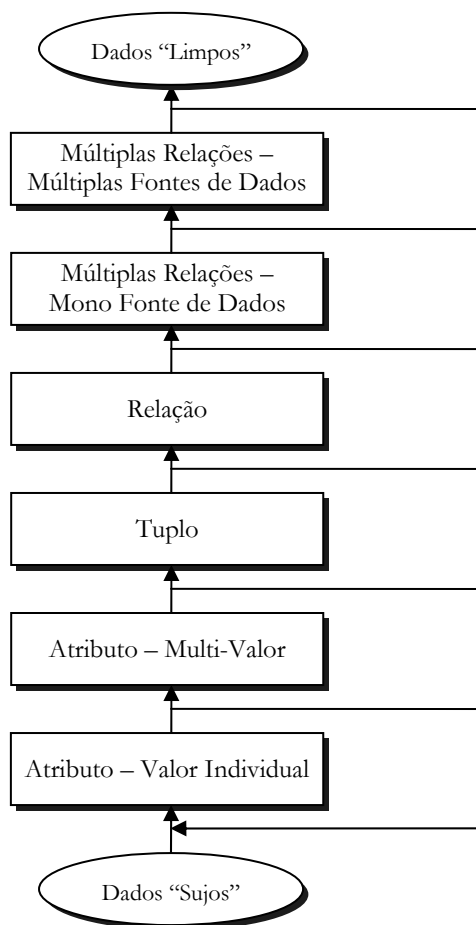 Dados “Limpos”
Múltiplas Relações –
Múltiplas Fontes de Dados
Múltiplas Relações –
Mono Fonte de Dados
Relação
Tuplo
Atributo – Multi-Valor
Atributo – Valor Individual
Dados “Sujos”